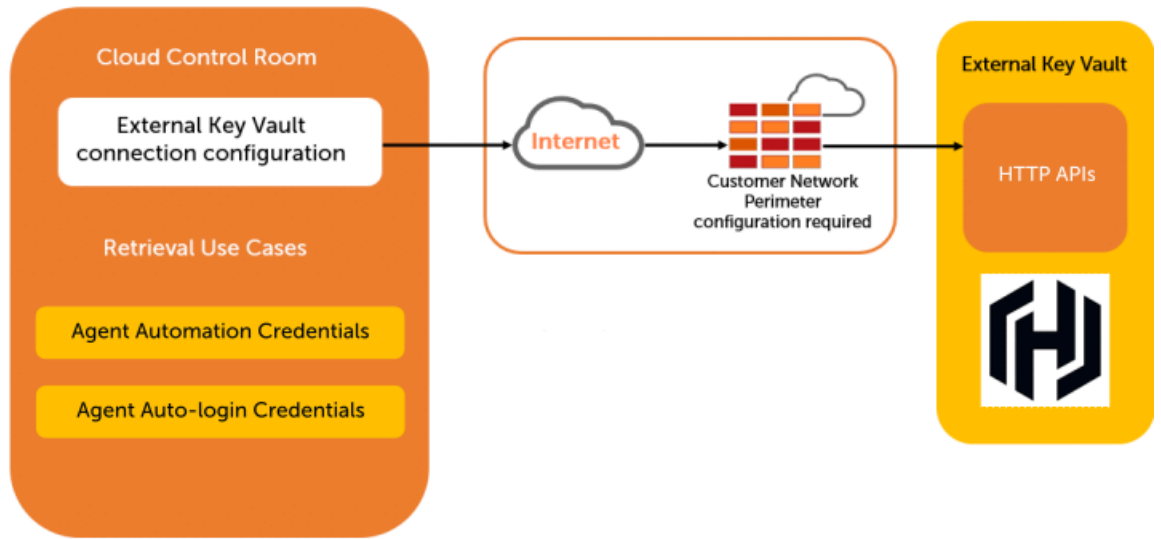 Cloud Control Room
External Key Vault
connection configuration
Retrieval Use Cases
Agent Automation Credentials
Agent Auto-login Credentials
Internet
Customer Network
Perimeter
configuration required
External Key Vault
HTTP APIs